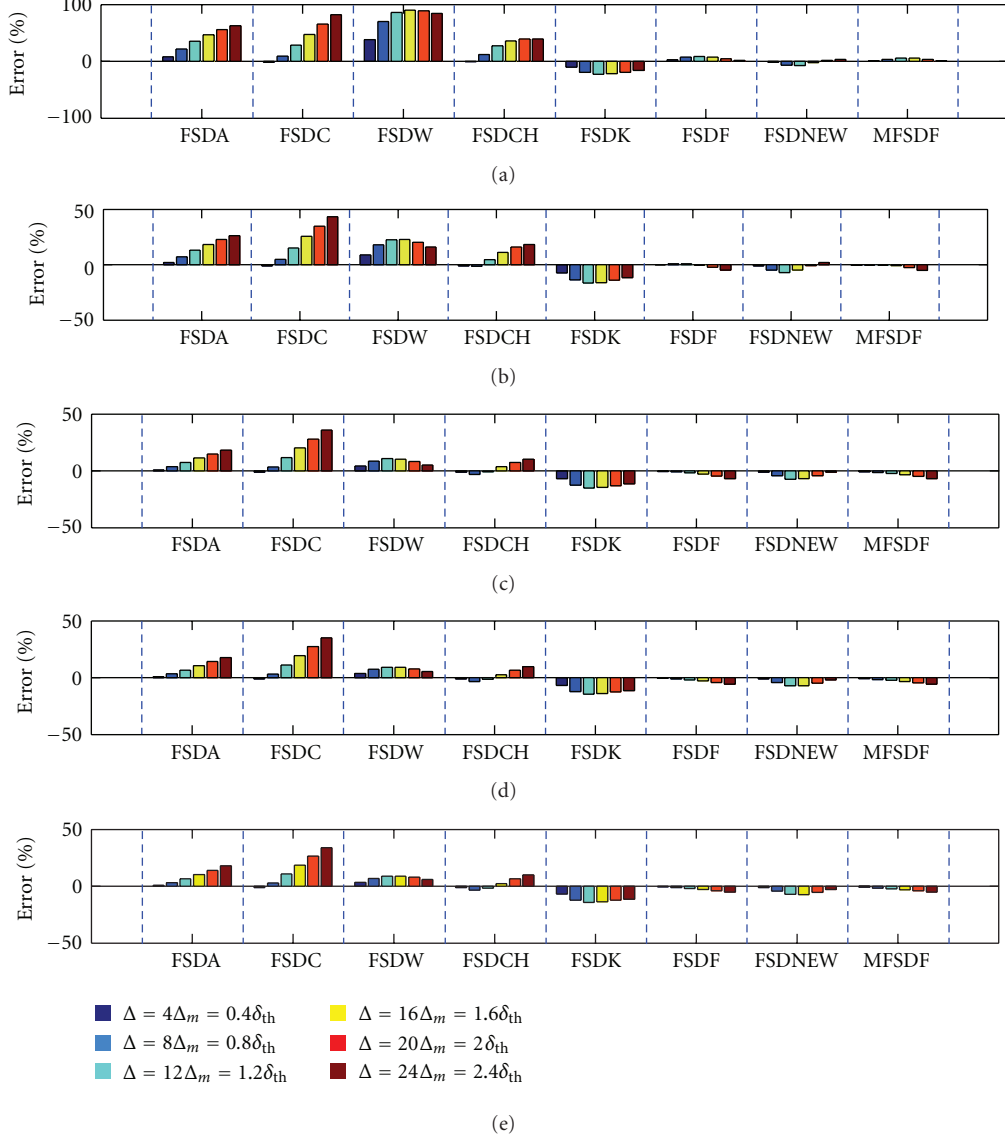 Error (%)
100
0
−100
FSDA FSDC FSDW FSDCH FSDK FSDF FSDNEW MFSDF
(a)
Error (%)
50
0
−50
FSDA FSDC FSDW FSDCH FSDK FSDF FSDNEW MFSDF
(b)
Error (%)
50
0
−50
FSDA FSDC FSDW FSDCH FSDK FSDF FSDNEW MFSDF
(c)
Error (%)
50
0
−50
FSDA FSDC FSDW FSDCH FSDK FSDF FSDNEW MFSDF
(d)
Error (%)
50
0
−50
FSDA FSDC FSDW FSDCH FSDK FSDF FSDNEW MFSDF
Δ = 4Δm = 0.4δth
Δ = 8Δm = 0.8δth
Δ = 12Δm = 1.2δth
Δ = 16Δm = 1.6δth
Δ = 20Δm = 2δth
Δ = 24Δm = 2.4δth
(e)